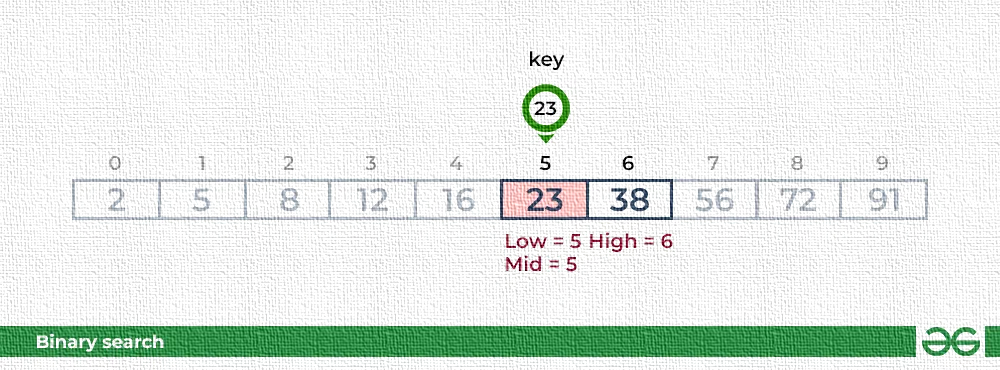 key
23
0 1 2 3 4 5 6 7 8 9
2 5 8 12 16 23 38 56 72 91
Low = 5 High = 6
Mid = 5
Binary search